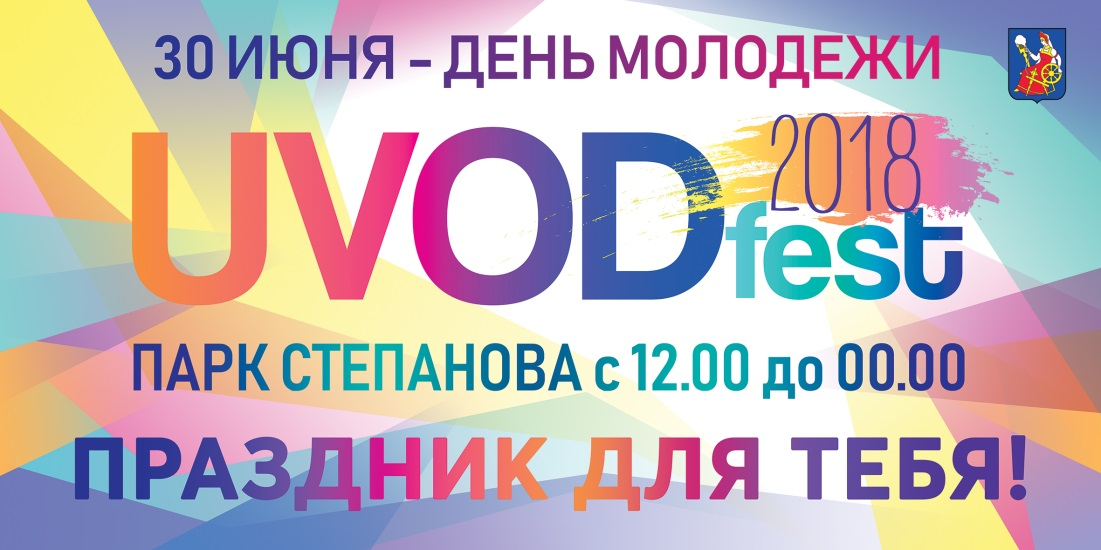 30 ИЮНЯ - ДЕНЬ МОЛОДЕЖИ
UVOD
2018
fest
ПАРК СТЕПАНОВА с 12.00 до 00.00
ПРАЗДНИК ДЛЯ ТЕБЯ!